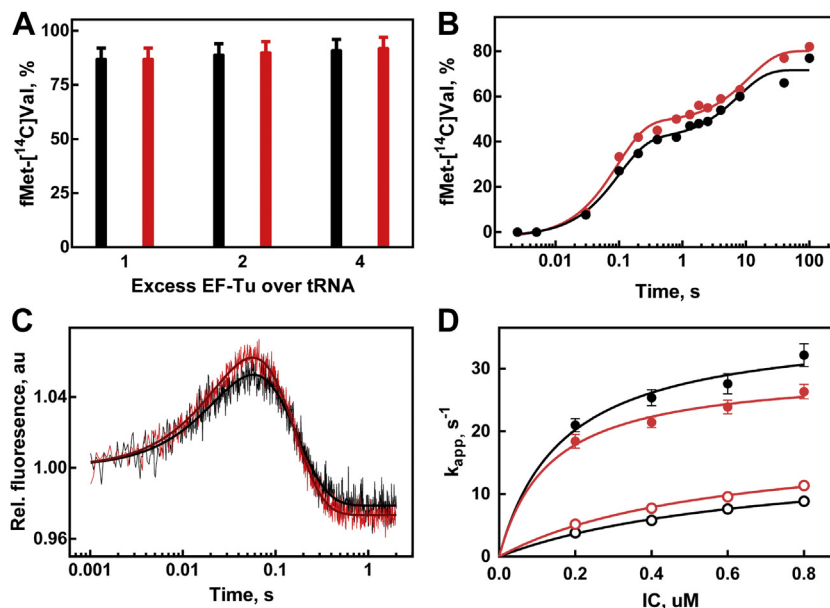 A
fMet-[¹⁴C]Val, %
100
75
50
25
0
1 2 4
Excess EF-Tu over tRNA
B
fMet-[¹⁴C]Val, %
80
60
40
20
0
0.01 0.1 1 10 100
Time, s
C
Rel. fluoresence, au
1.04
1.00
0.96
0.001 0.01 0.1 1
Time, s
D
kapp, s⁻¹
30
20
10
0.0
0.2 0.4 0.6 0.8
IC, uM